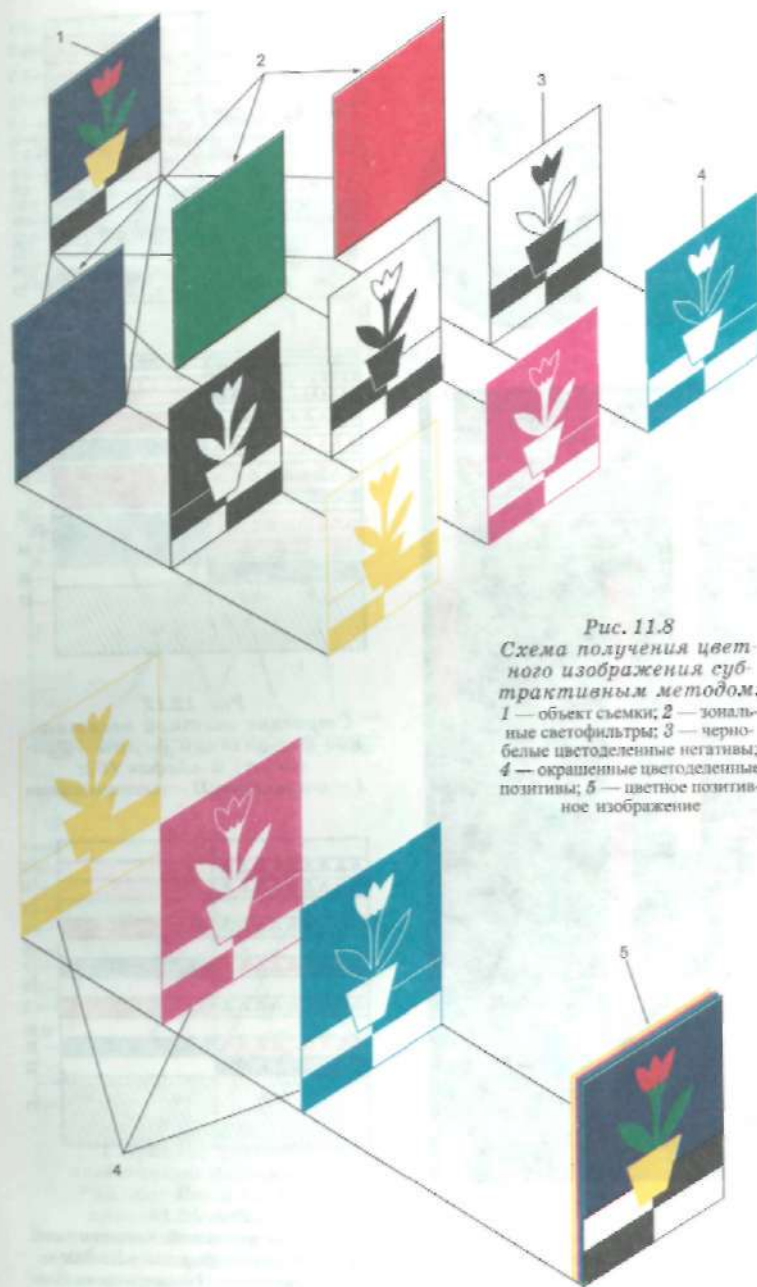 1
2
3
4
Рис. 11.8
Схема получения цвет-
ного изображения суб-
трактивным методом:
1 — объект съемки; 2 — зональ-
ные светофильтры; 3 — черно-
белые цветоделенные негативы;
4 — окрашенные цветоделенные
позитивы; 5 — цветное позитив-
ное изображение
5
4